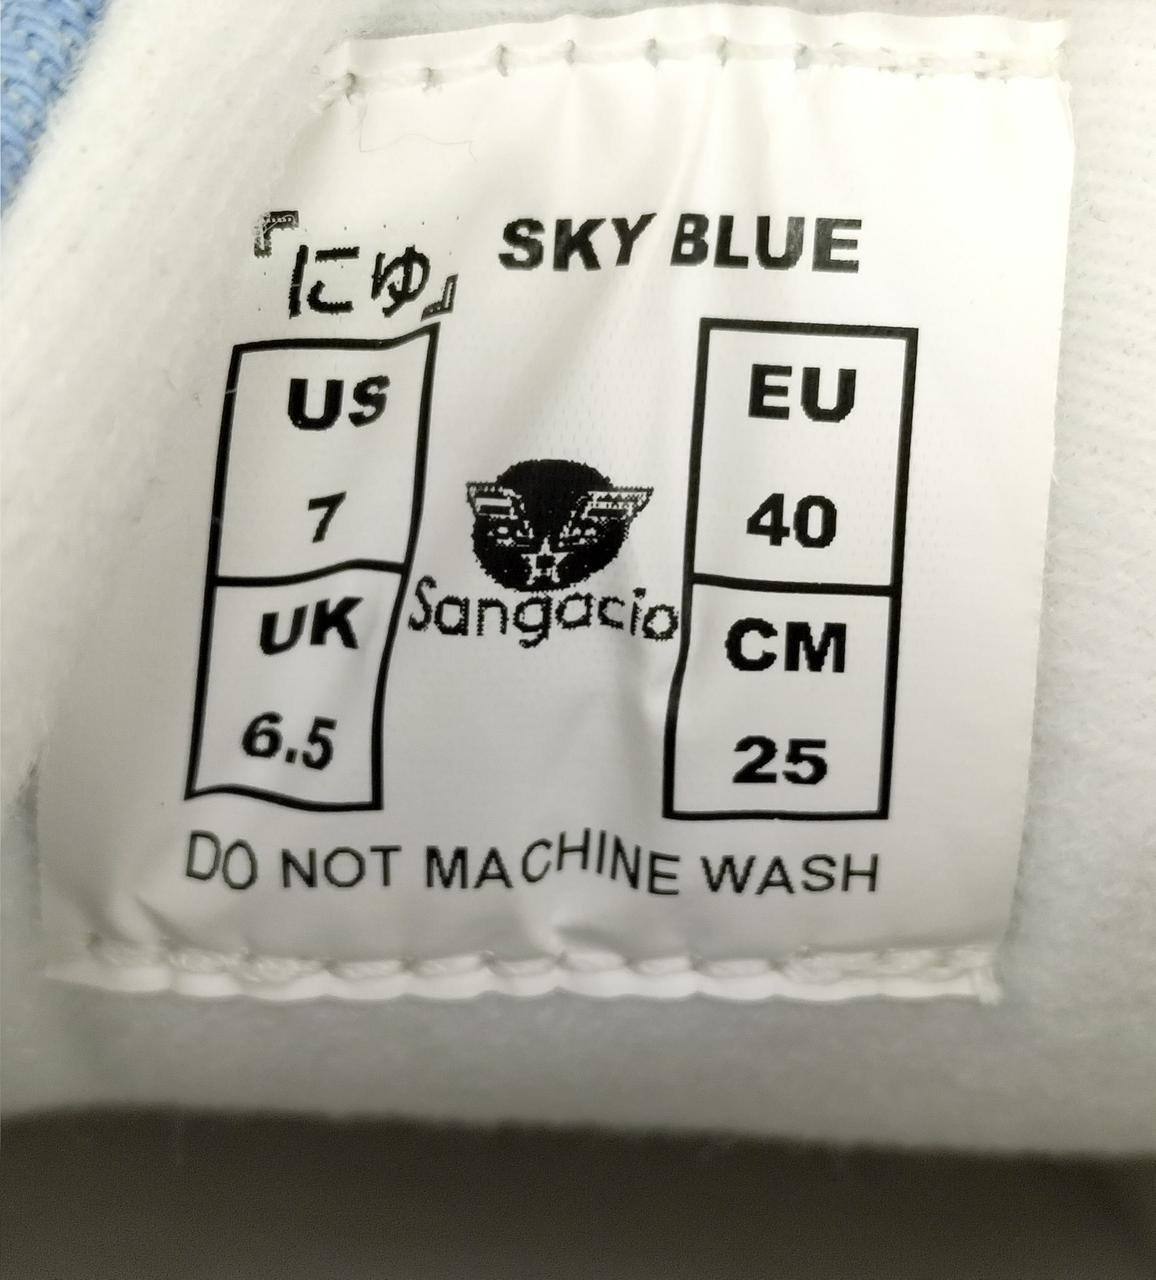 『にゅ』 SKY BLUE
US
7
UK
6.5
Sangacio
EU
40
CM
25
DO NOT MACHINE WASH